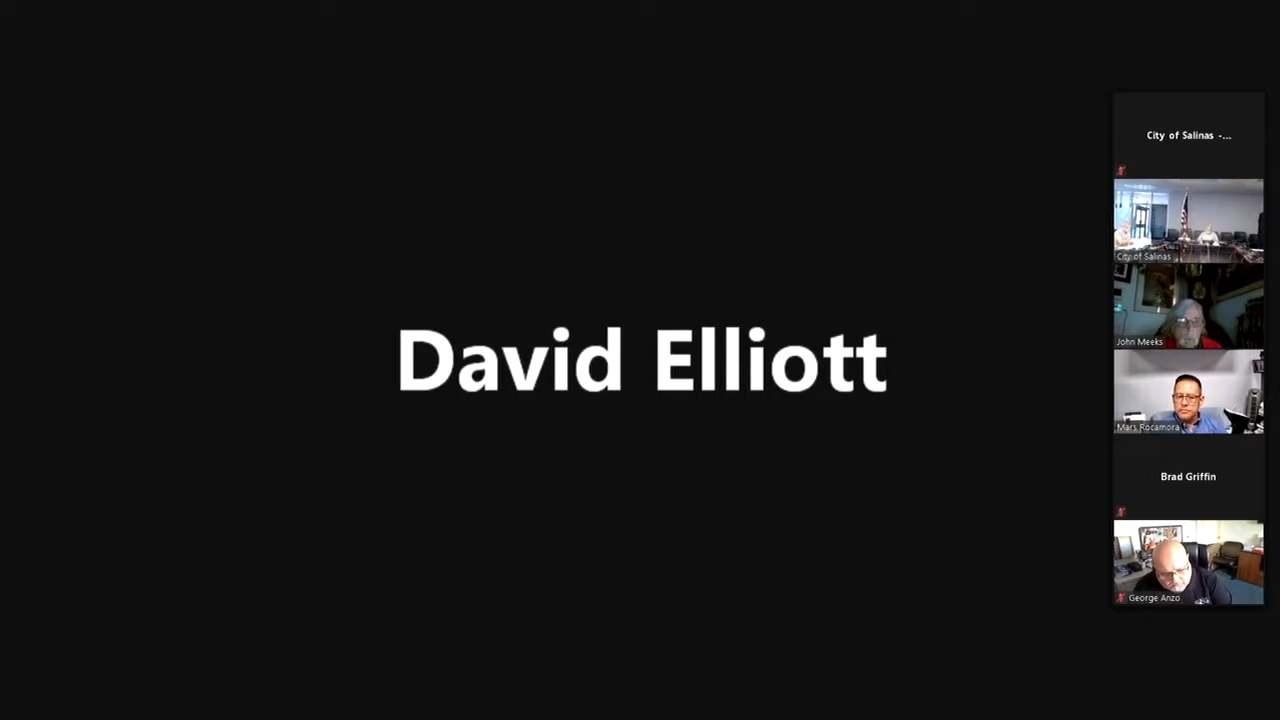 David Elliott
City of Salinas -...
City of Salinas
John Meeks
Mars Rocamora
Brad Griffin
George Anzo